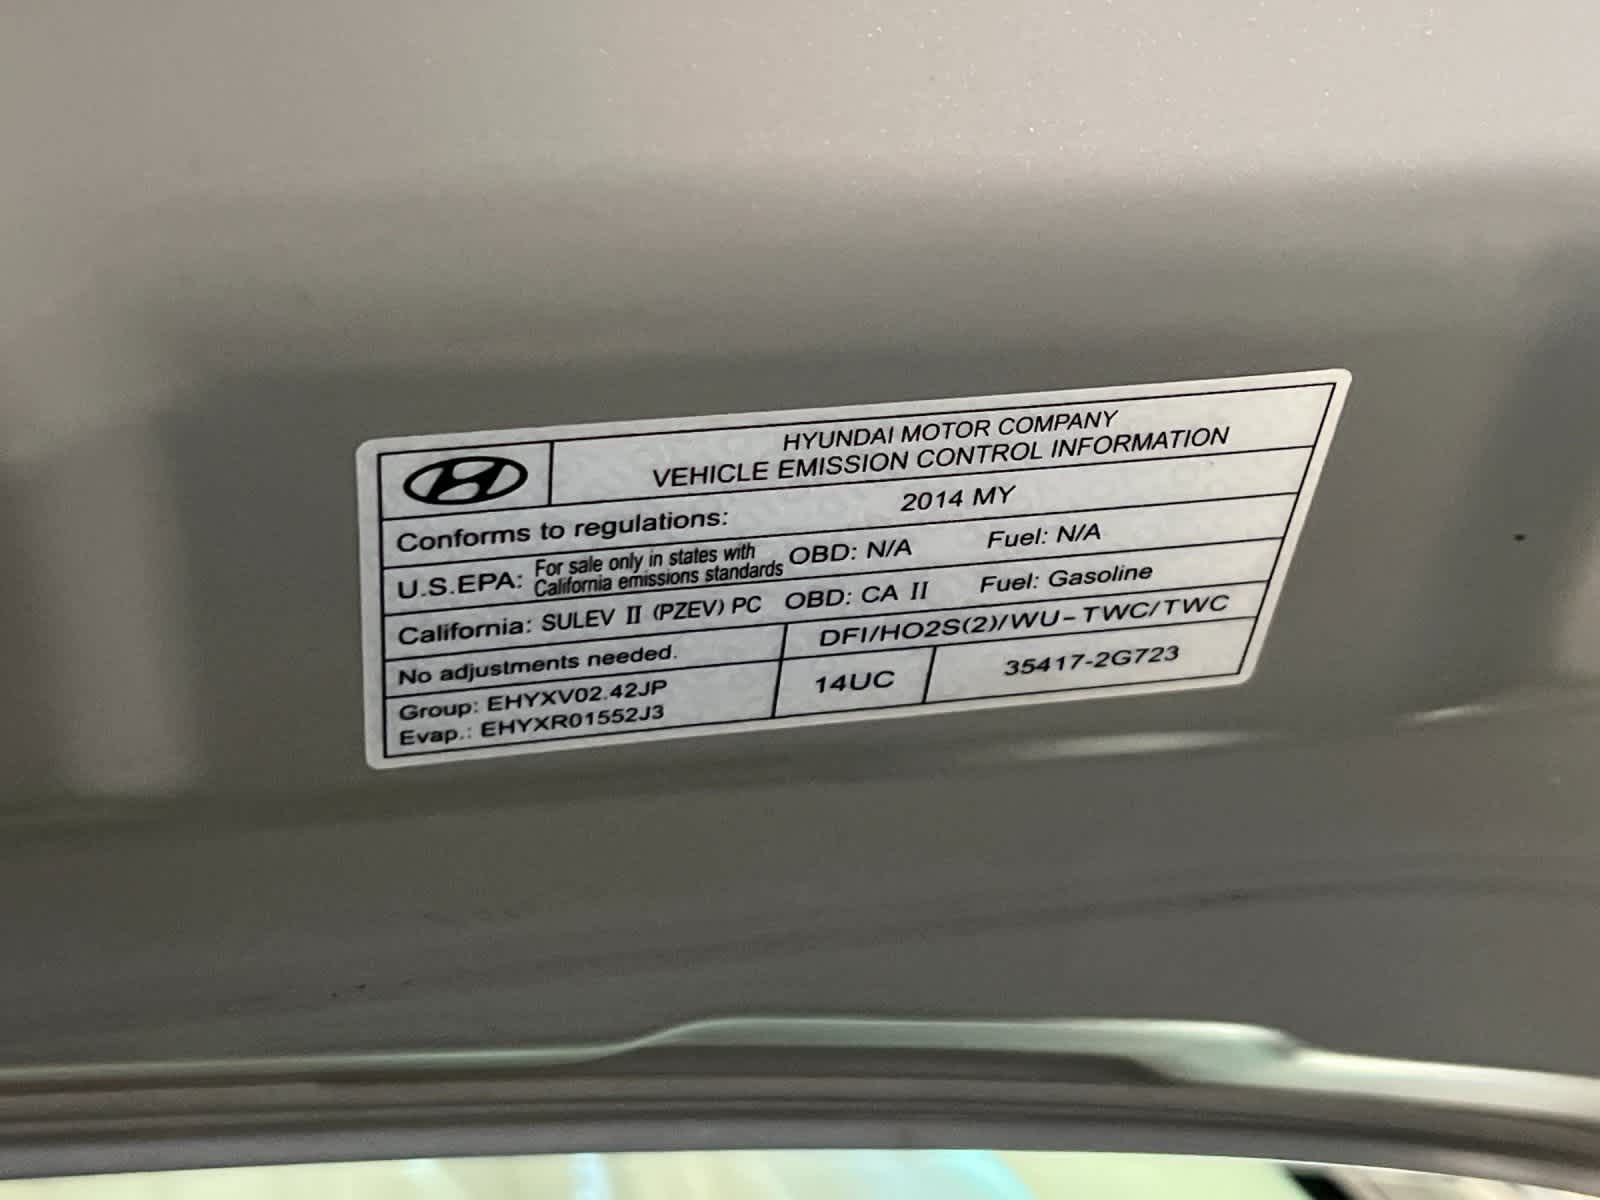 HYUNDAI MOTOR COMPANY
VEHICLE EMISSION CONTROL INFORMATION
Conforms to regulations: 2014 MY
U.S.EPA: For sale only in states with California emissions standards OBD: N/A Fuel: N/A
California: SULEV II (PZEV) PC OBD: CA II Fuel: Gasoline
No adjustments needed. DFI/HO2S(2)/WU-TWC/TWC
Group: EHYXV02.42JP
Evap.: EHYXR01552J3
14UC 35417-2G723